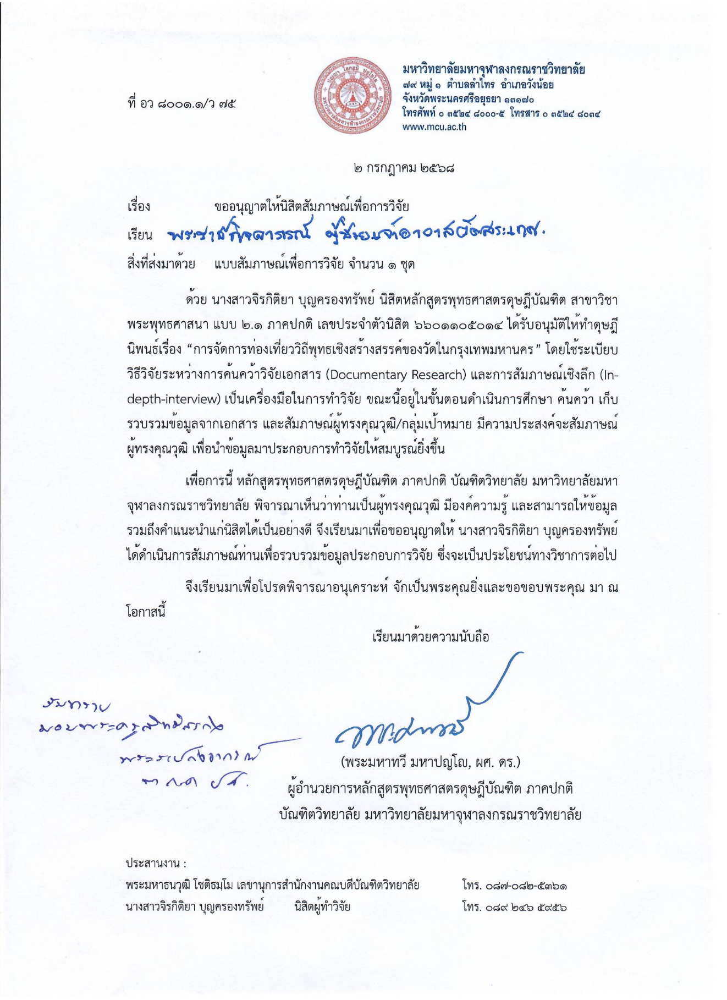 มหาวิทยาลัยมหาจุฬาลงกรณราชวิทยาลัย
๗๙ หมู่ ๑ ตำบลลำไทร อำเภอวังน้อย
จังหวัดพระนครศรีอยุธยา ๑๓๑๗๐
โทรศัพท์ ๐ ๓๕๒๔ ๘๐๐๐-๕ โทรสาร ๐ ๓๕๒๔ ๘๐๓๔
www.mcu.ac.th
ปญฺญา โลกสฺมิ ปชฺโชโต
มหาวิทยาลัยมหาจุฬาลงกรณราชวิทยาลัย
ที่ อว ๘๐๐๑.๑/ว ๗๕
๒ กรกฎาคม ๒๕๖๘
เรื่อง ขออนุญาตให้นิสิตสัมภาษณ์เพื่อการวิจัย
เรียน ผู้ช่วยเจ้าอาวาสวัดสระเกศ.
สิ่งที่ส่งมาด้วย แบบสัมภาษณ์เพื่อการวิจัย จำนวน ๑ ชุด
ด้วย นางสาวจิรกิติยา บุญครองทรัพย์ นิสิตหลักสูตรพุทธศาสตรดุษฎีบัณฑิต สาขาวิชา
พระพุทธศาสนา แบบ ๒.๑ ภาคปกติ เลขประจำตัวนิสิต ๖๖๐๑๑๐๕๐๑๔ ได้รับอนุมัติให้ทำดุษฎี
นิพนธ์เรื่อง “การจัดการท่องเที่ยววิถีพุทธเชิงสร้างสรรค์ของวัดในกรุงเทพมหานคร” โดยใช้ระเบียบ
วิธีวิจัยระหว่างการค้นคว้าวิจัยเอกสาร (Documentary Research) และการสัมภาษณ์เชิงลึก (In-
depth-interview) เป็นเครื่องมือในการทำวิจัย ขณะนี้อยู่ในขั้นตอนดำเนินการศึกษา ค้นคว้า เก็บ
รวบรวมข้อมูลจากเอกสาร และสัมภาษณ์ผู้ทรงคุณวุฒิ/กลุ่มเป้าหมาย มีความประสงค์จะสัมภาษณ์
ผู้ทรงคุณวุฒิ เพื่อนำข้อมูลมาประกอบการทำวิจัยให้สมบูรณ์ยิ่งขึ้น
เพื่อการนี้ หลักสูตรพุทธศาสตรดุษฎีบัณฑิต ภาคปกติ บัณฑิตวิทยาลัย มหาวิทยาลัยมหา
จุฬาลงกรณราชวิทยาลัย พิจารณาเห็นว่าท่านเป็นผู้ทรงคุณวุฒิ มีองค์ความรู้ และสามารถให้ข้อมูล
รวมถึงคำแนะนำแก่นิสิตได้เป็นอย่างดี จึงเรียนมาเพื่อขออนุญาตให้ นางสาวจิรกิติยา บุญครองทรัพย์
ได้ดำเนินการสัมภาษณ์ท่านเพื่อรวบรวมข้อมูลประกอบการวิจัย ซึ่งจะเป็นประโยชน์ทางวิชาการต่อไป
จึงเรียนมาเพื่อโปรดพิจารณาอนุเคราะห์ จักเป็นพระคุณยิ่งและขอขอบพระคุณ มา ณ
โอกาสนี้
เรียนมาด้วยความนับถือ
รับทราบ
(พระมหาทวี มหาปญฺโญ, ผศ. ดร.)
ผู้อำนวยการหลักสูตรพุทธศาสตรดุษฎีบัณฑิต ภาคปกติ
บัณฑิตวิทยาลัย มหาวิทยาลัยมหาจุฬาลงกรณราชวิทยาลัย
ประสานงาน :
พระมหาธนวุฒิ โชติธมฺโม เลขานุการสำนักงานคณบดีบัณฑิตวิทยาลัย โทร. ๐๘๗-๐๘๒-๕๓๖๑
นางสาวจิรกิติยา บุญครองทรัพย์ นิสิตผู้ทำวิจัย โทร. ๐๘๙ ๒๔๖ ๕๙๕๖